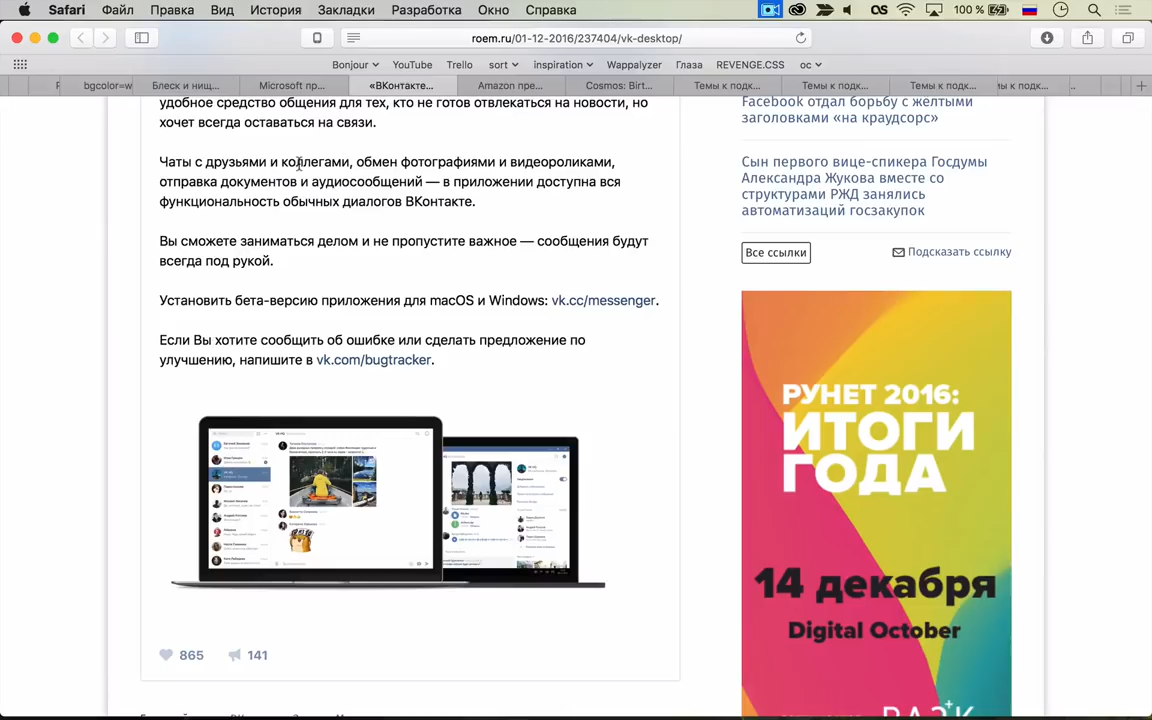 Safari Файл Правка Вид История Закладки Разработка Окно Справка
100 %
roem.ru/01-12-2016/237404/vk-desktop/
Bonjour YouTube Trello sort inspiration Wappalyzer Глаза REVENGE.CSS ос
bgcolor=w Блеск и нищ... Microsoft пр... «ВКонтакте... Amazon пре... Cosmos: Birt... Темы к подк... Темы к подк... Темы к подк... мы к подк...
удобное средство общения для тех, кто не готов отвлекаться на новости, но
хочет всегда оставаться на связи.
Чаты с друзьями и коллегами, обмен фотографиями и видеороликами,
отправка документов и аудиосообщений — в приложении доступна вся
функциональность обычных диалогов ВКонтакте.
Вы сможете заниматься делом и не пропустите важное — сообщения будут
всегда под рукой.
Установить бета-версию приложения для macOS и Windows: vk.cc/messenger.
Если Вы хотите сообщить об ошибке или сделать предложение по
улучшению, напишите в vk.com/bugtracker.
865 141
Facebook отдал борьбу с жёлтыми
заголовками «на краудсорс»
Сын первого вице-спикера Госдумы
Александра Жукова вместе со
структурами РЖД занялись
автоматизаций госзакупок
Все ссылки Подсказать ссылку
РУНЕТ 2016:
ИТОГИ
ГОДА
14 декабря
Digital October